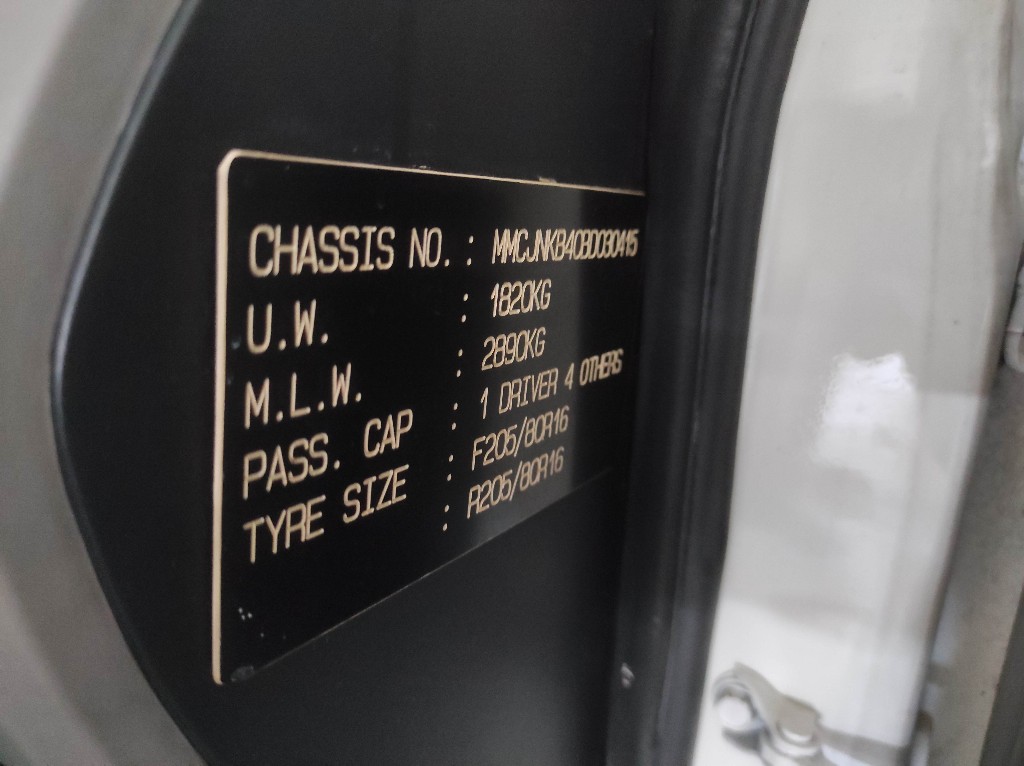 CHASSIS NO. : MMCJNKB40BD030415
U.W. : 1820KG
M.L.W. : 2890KG
PASS. CAP : 1 DRIVER 4 OTHERS
TYRE SIZE : F205/80R16
: R205/80R16